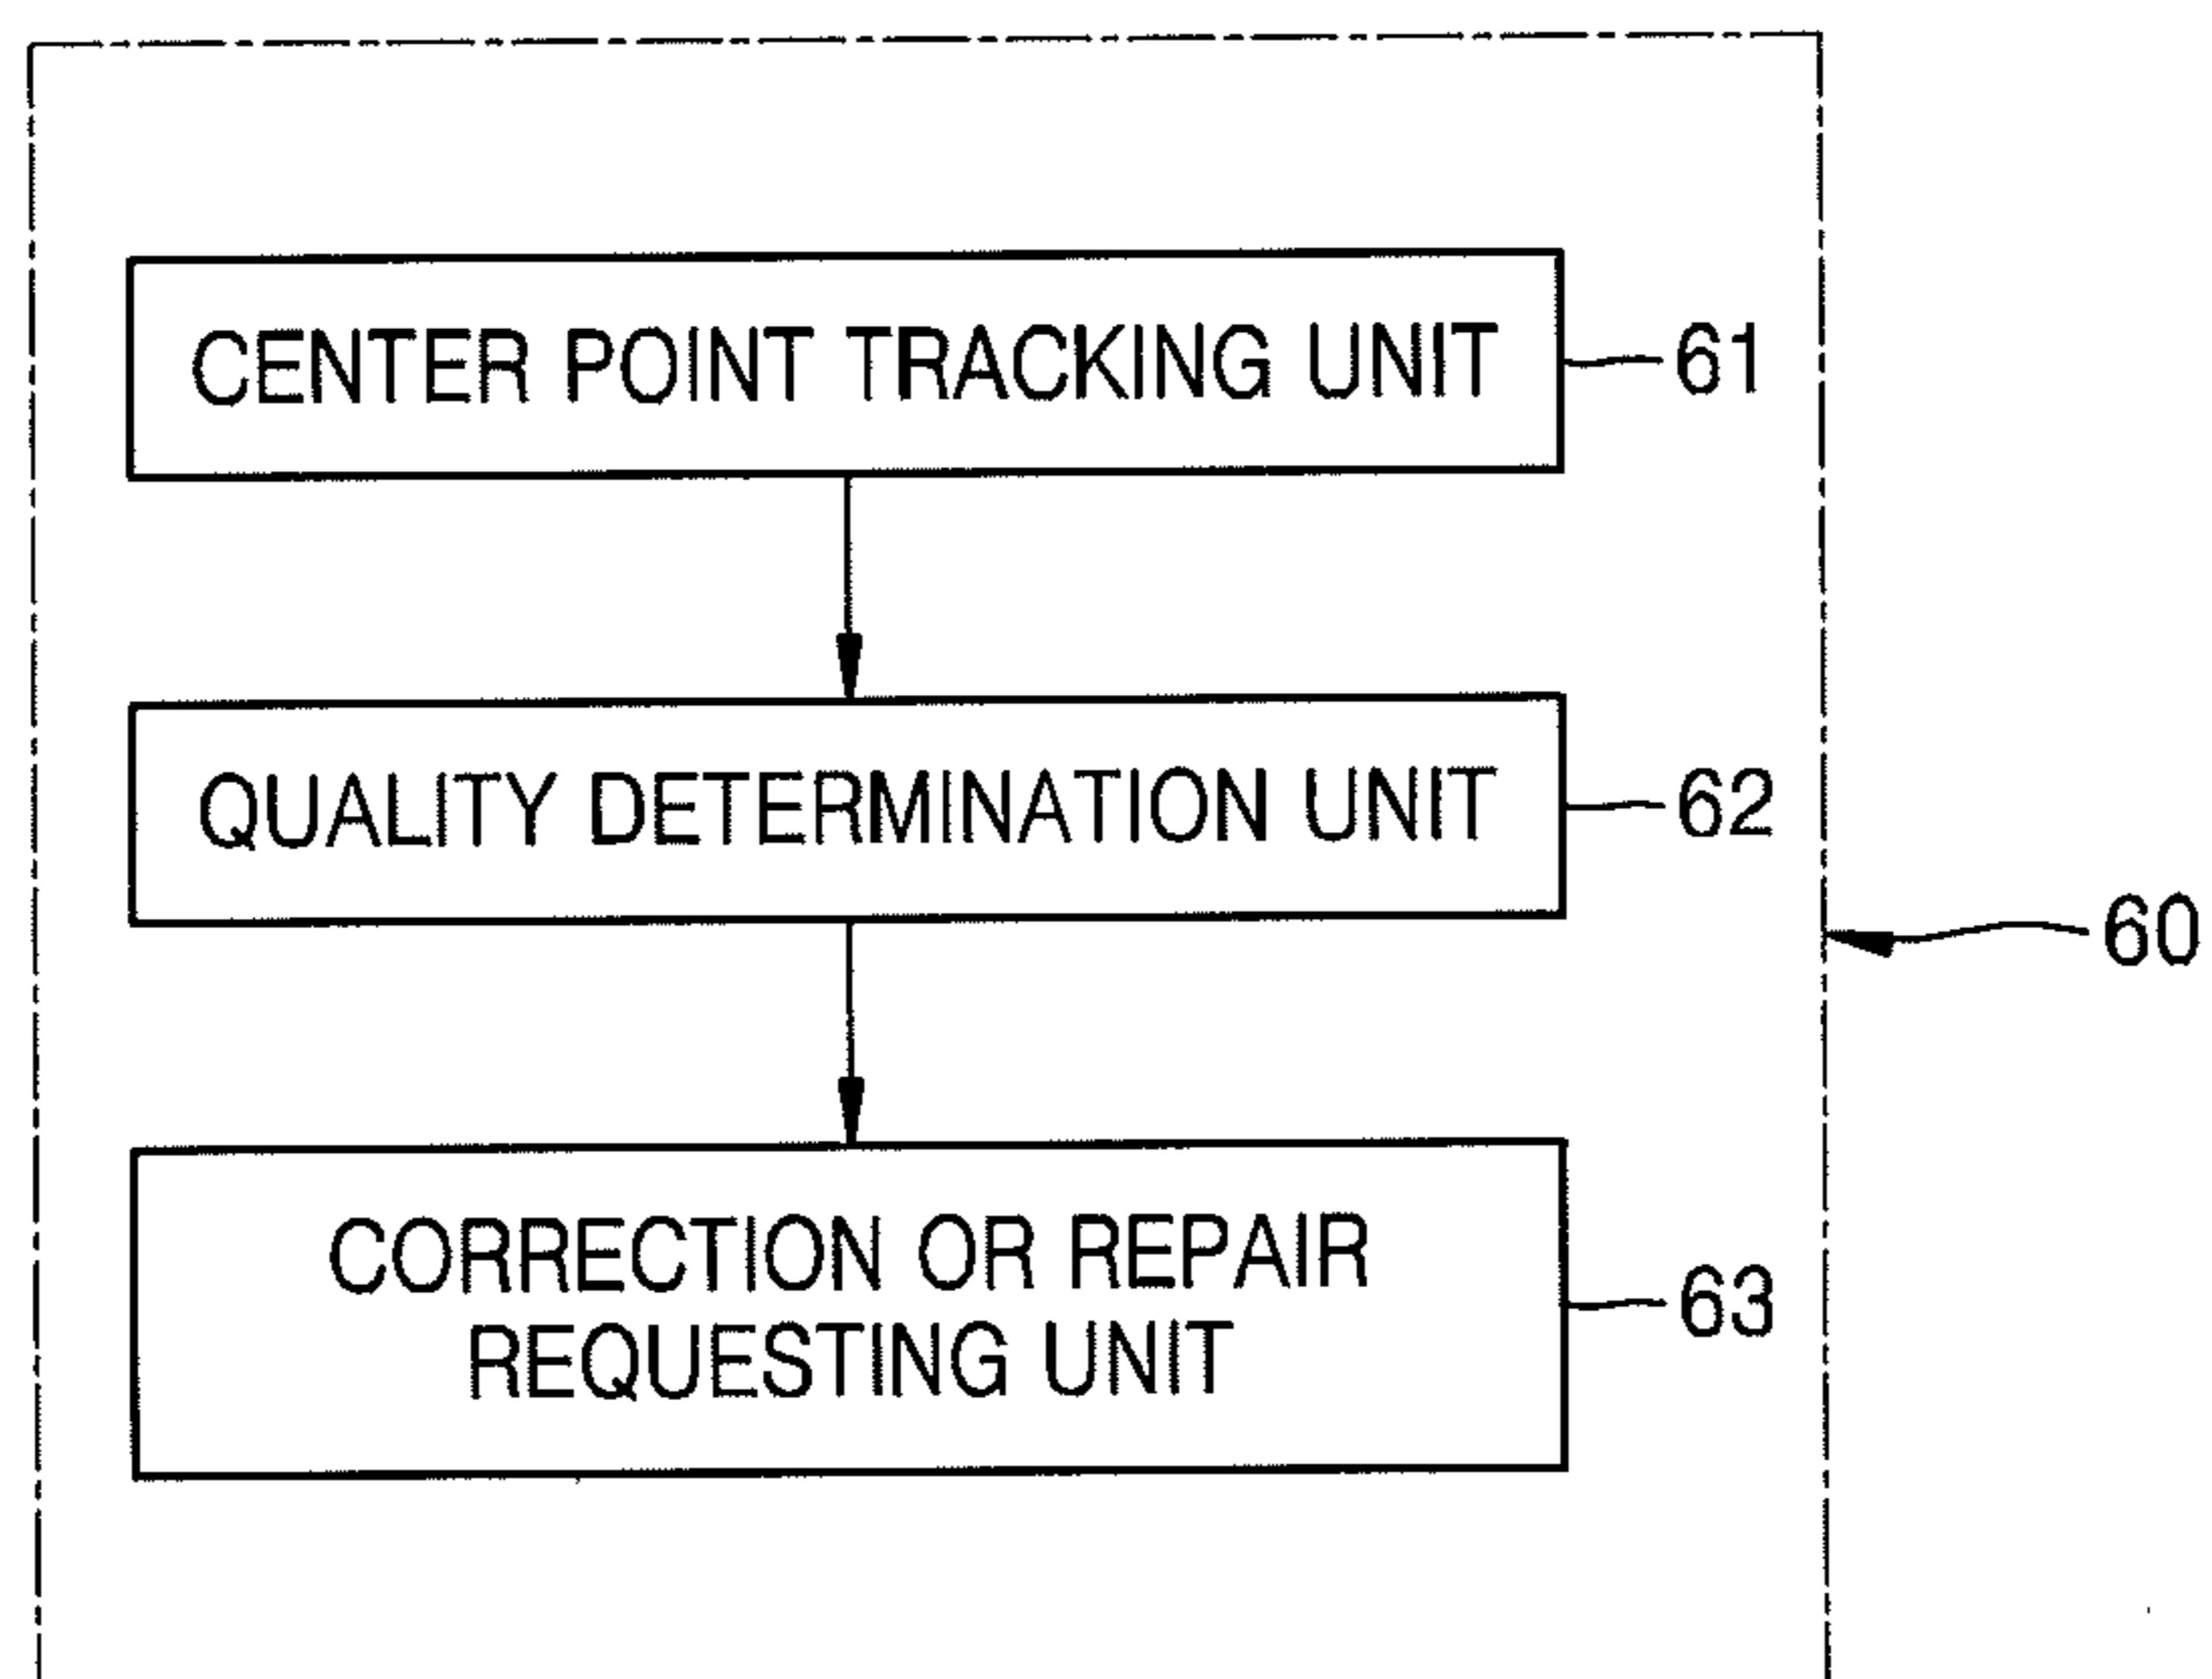 CENTER POINT TRACKING UNIT
61
QUALITY DETERMINATION UNIT
62
60
CORRECTION OR REPAIR
REQUESTING UNIT
63